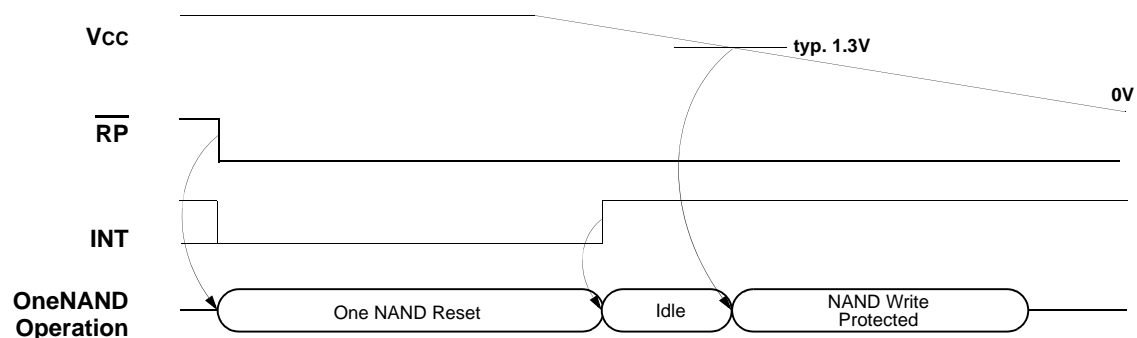 Vcc
typ. 1.3V
0V
RP
INT
OneNAND
Operation
One NAND Reset
Idle
NAND Write
Protected